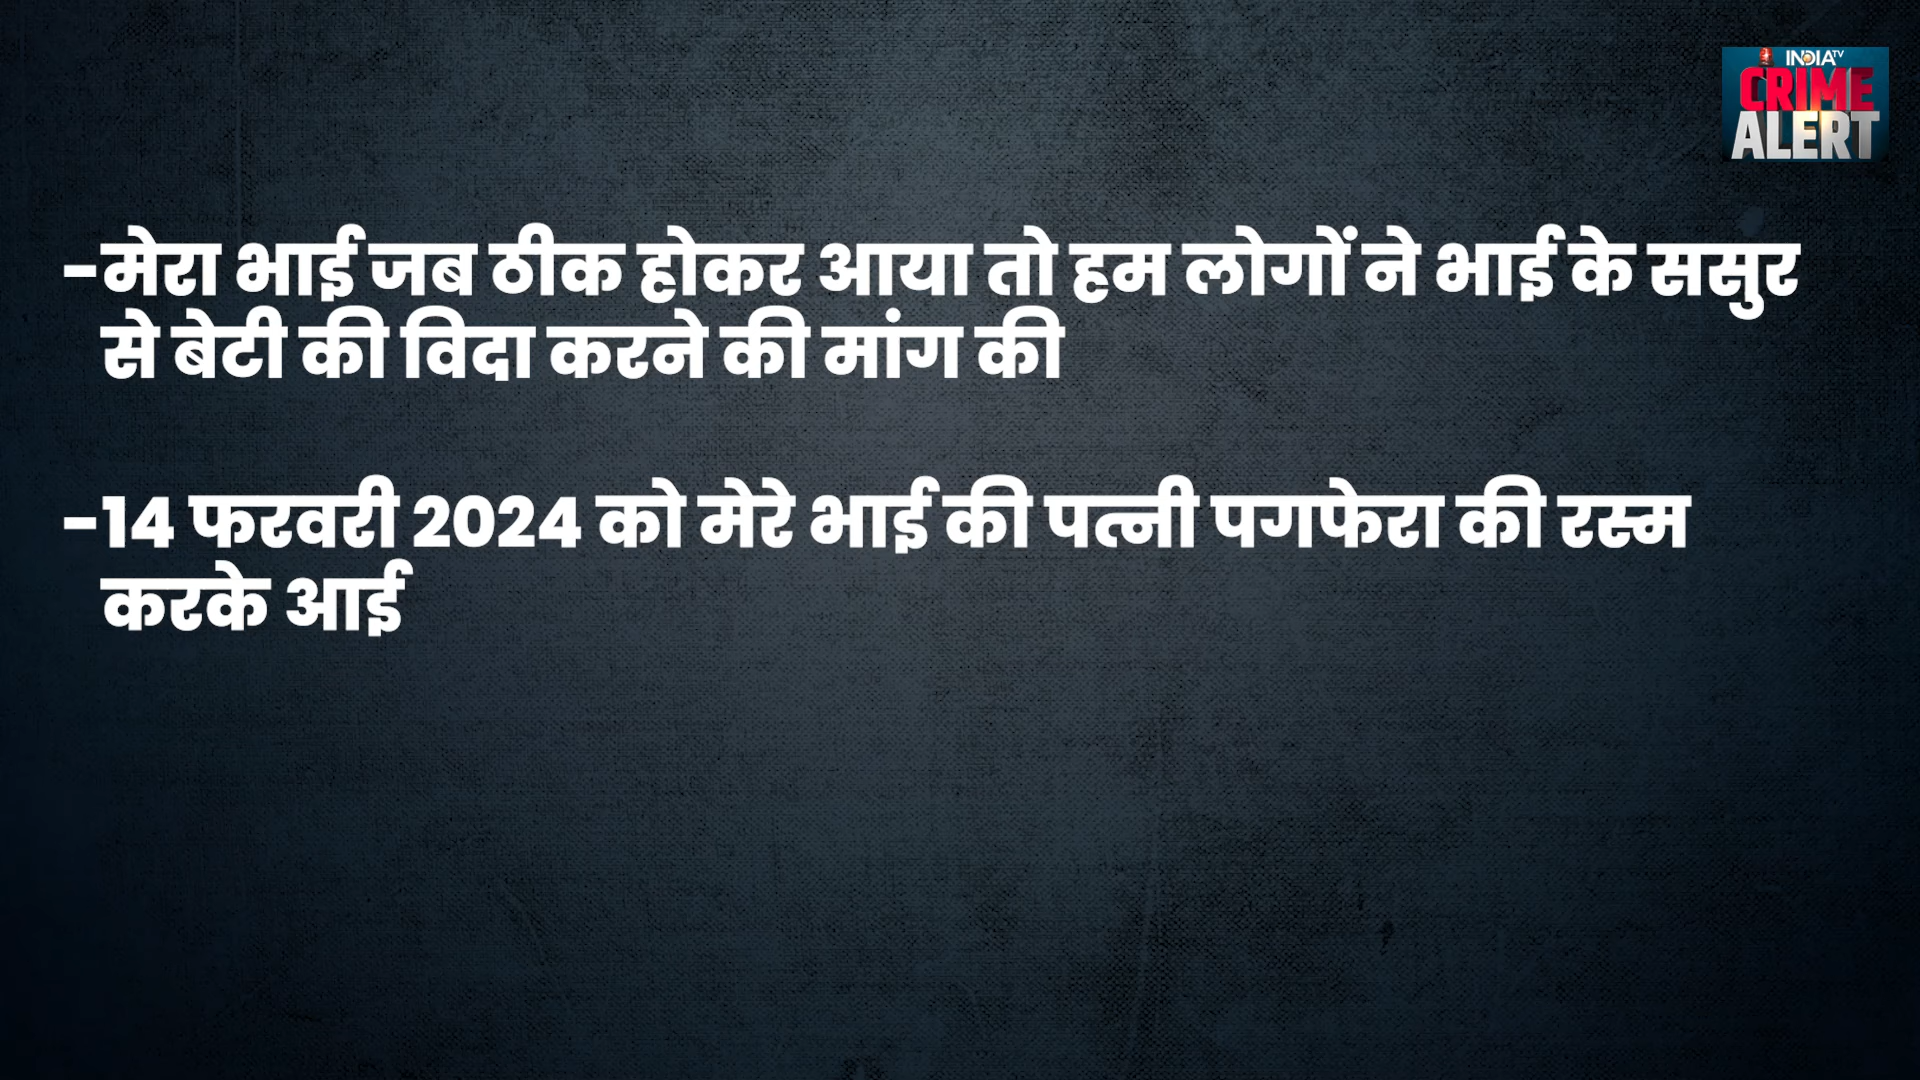 INDIA TV
CRIME
ALERT
-मेरा भाई जब ठीक होकर आया तो हम लोगों ने भाई के ससुर
से बेटी की विदा करने की मांग की
-14 फरवरी 2024 को मेरे भाई की पत्नी पगफेरा की रस्म
करके आई